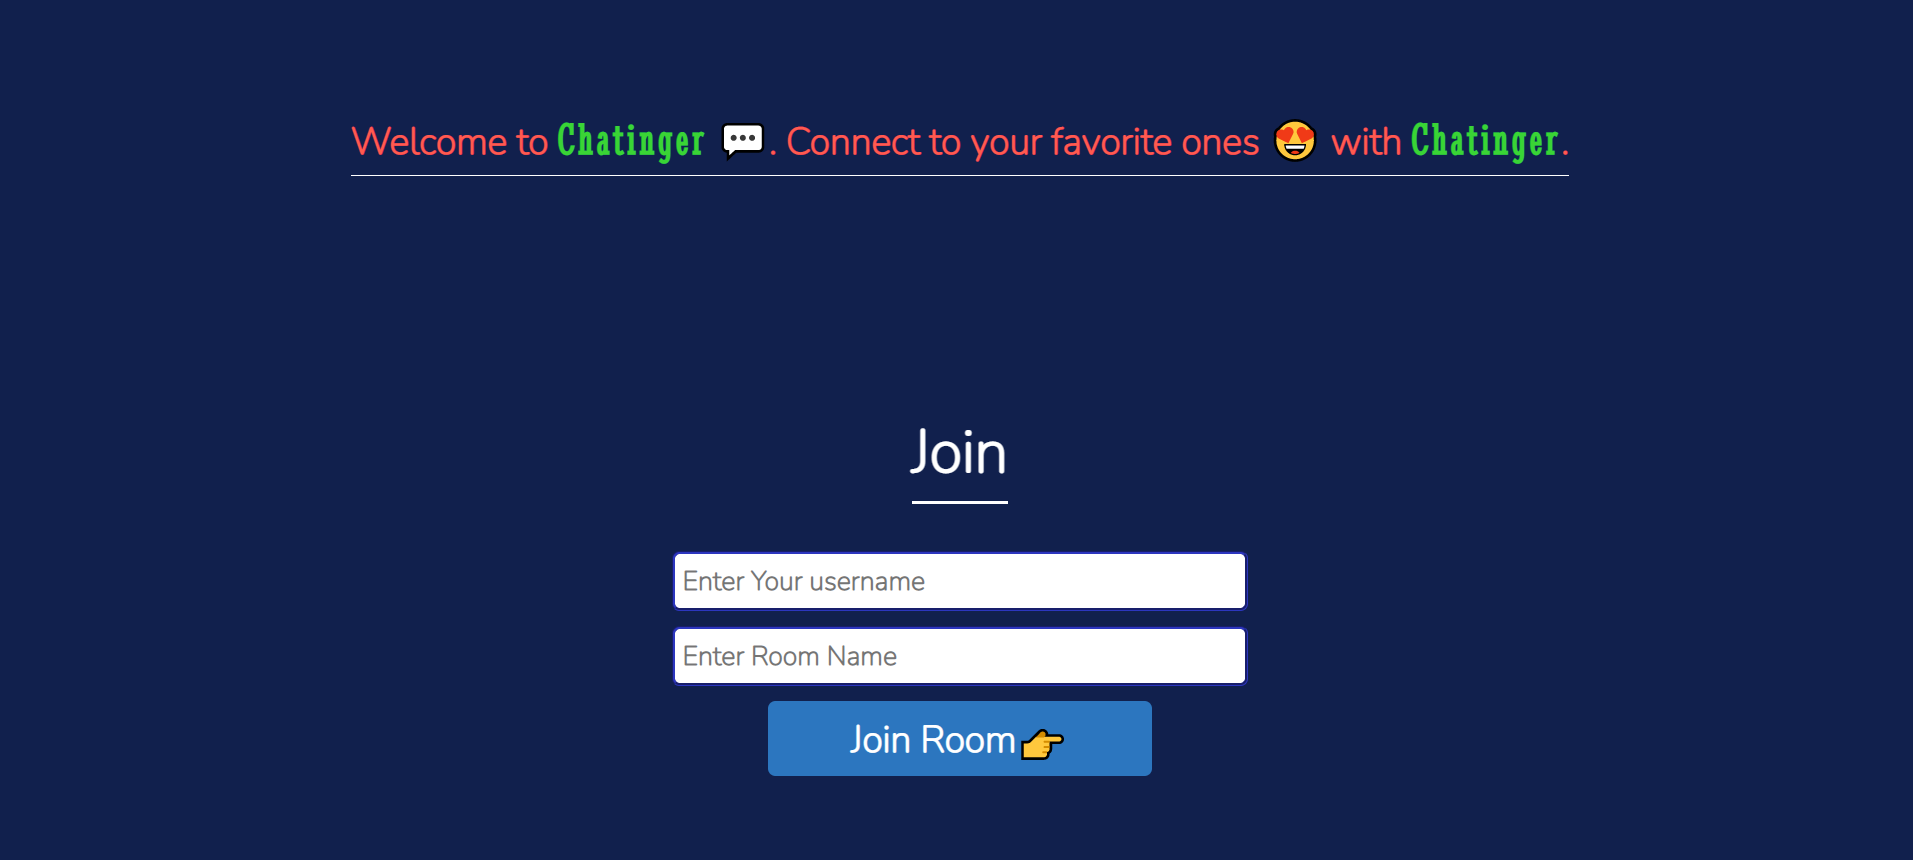 Welcome to Chatinger 💬. Connect to your favorite ones 😍 with Chatinger.
Join
Enter Your username
Enter Room Name
Join Room 👉